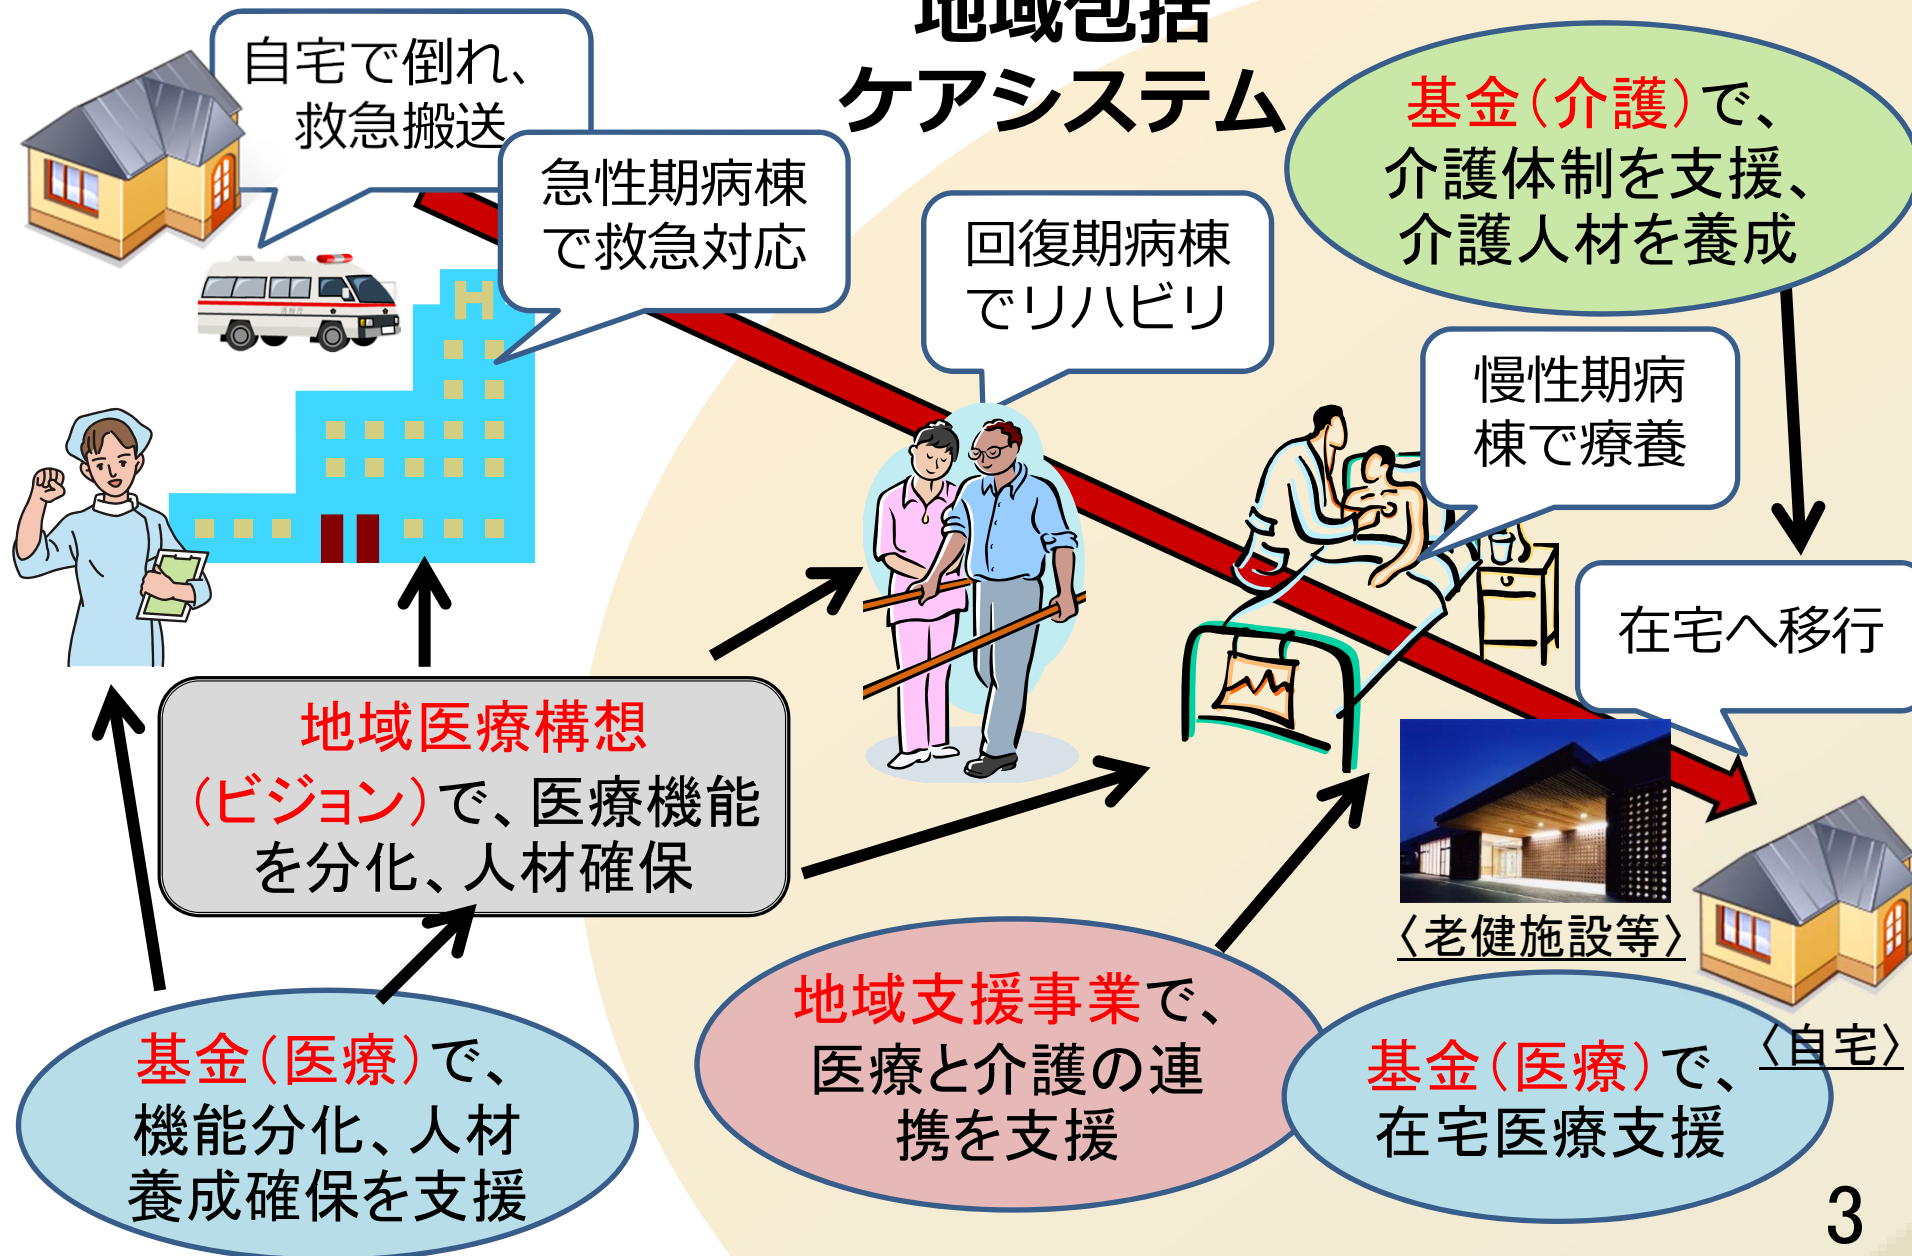 地域包括
ケアシステム
自宅で倒れ、
救急搬送
急性期病棟
で救急対応
回復期病棟
でリハビリ
基金(介護)で、
介護体制を支援、
介護人材を養成
慢性期病
棟で療養
在宅へ移行
H
地域医療構想
(ビジョン)で、医療機能
を分化、人材確保
〈老健施設等〉
〈自宅〉
基金(医療)で、
機能分化、人材
養成確保を支援
地域支援事業で、
医療と介護の連
携を支援
基金(医療)で、
在宅医療支援
3